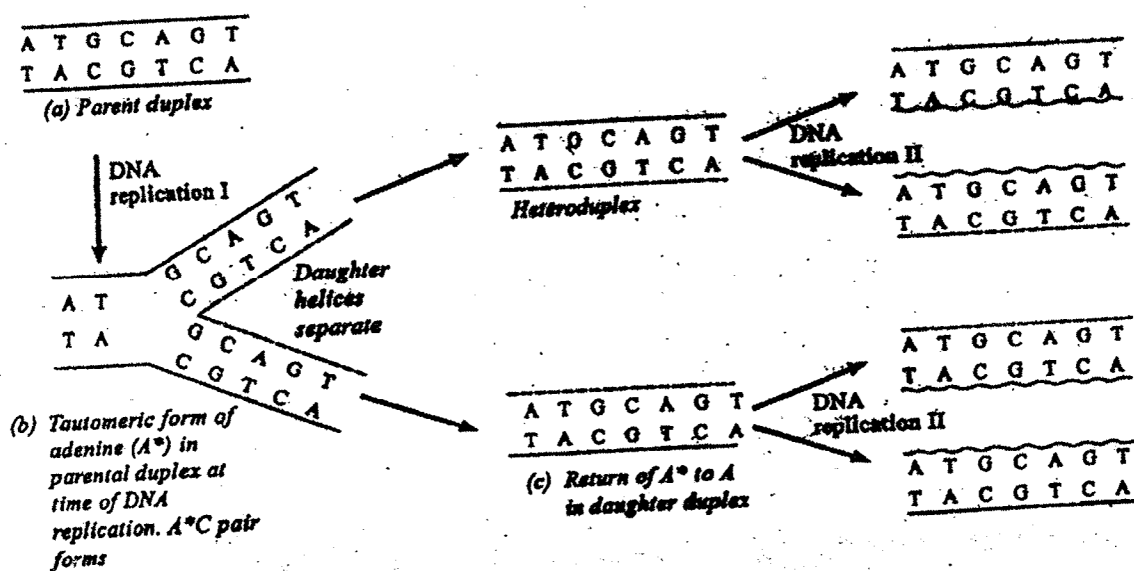 A T G C A G T
T A C G T C A
(a) Parent duplex
DNA
replication I
A T
T A
G C A G T
C G T C A
G C A G T
C G T C A
Daughter
helices
separate
(b) Tautomeric form of
adenine (A*) in
parental duplex at
time of DNA
replication. A*C pair
forms
A T G C A G T
T A C G T C A
Heteroduplex
DNA
replication II
A T G C A G T
T A C G T C A
A T G C A G T
T A C G T C A
A T G C A G T
T A C G T C A
(c) Return of A* to A
in daughter duplex
DNA
replication II
A T G C A G T
T A C G T C A
A T G C A G T
T A C G T C A